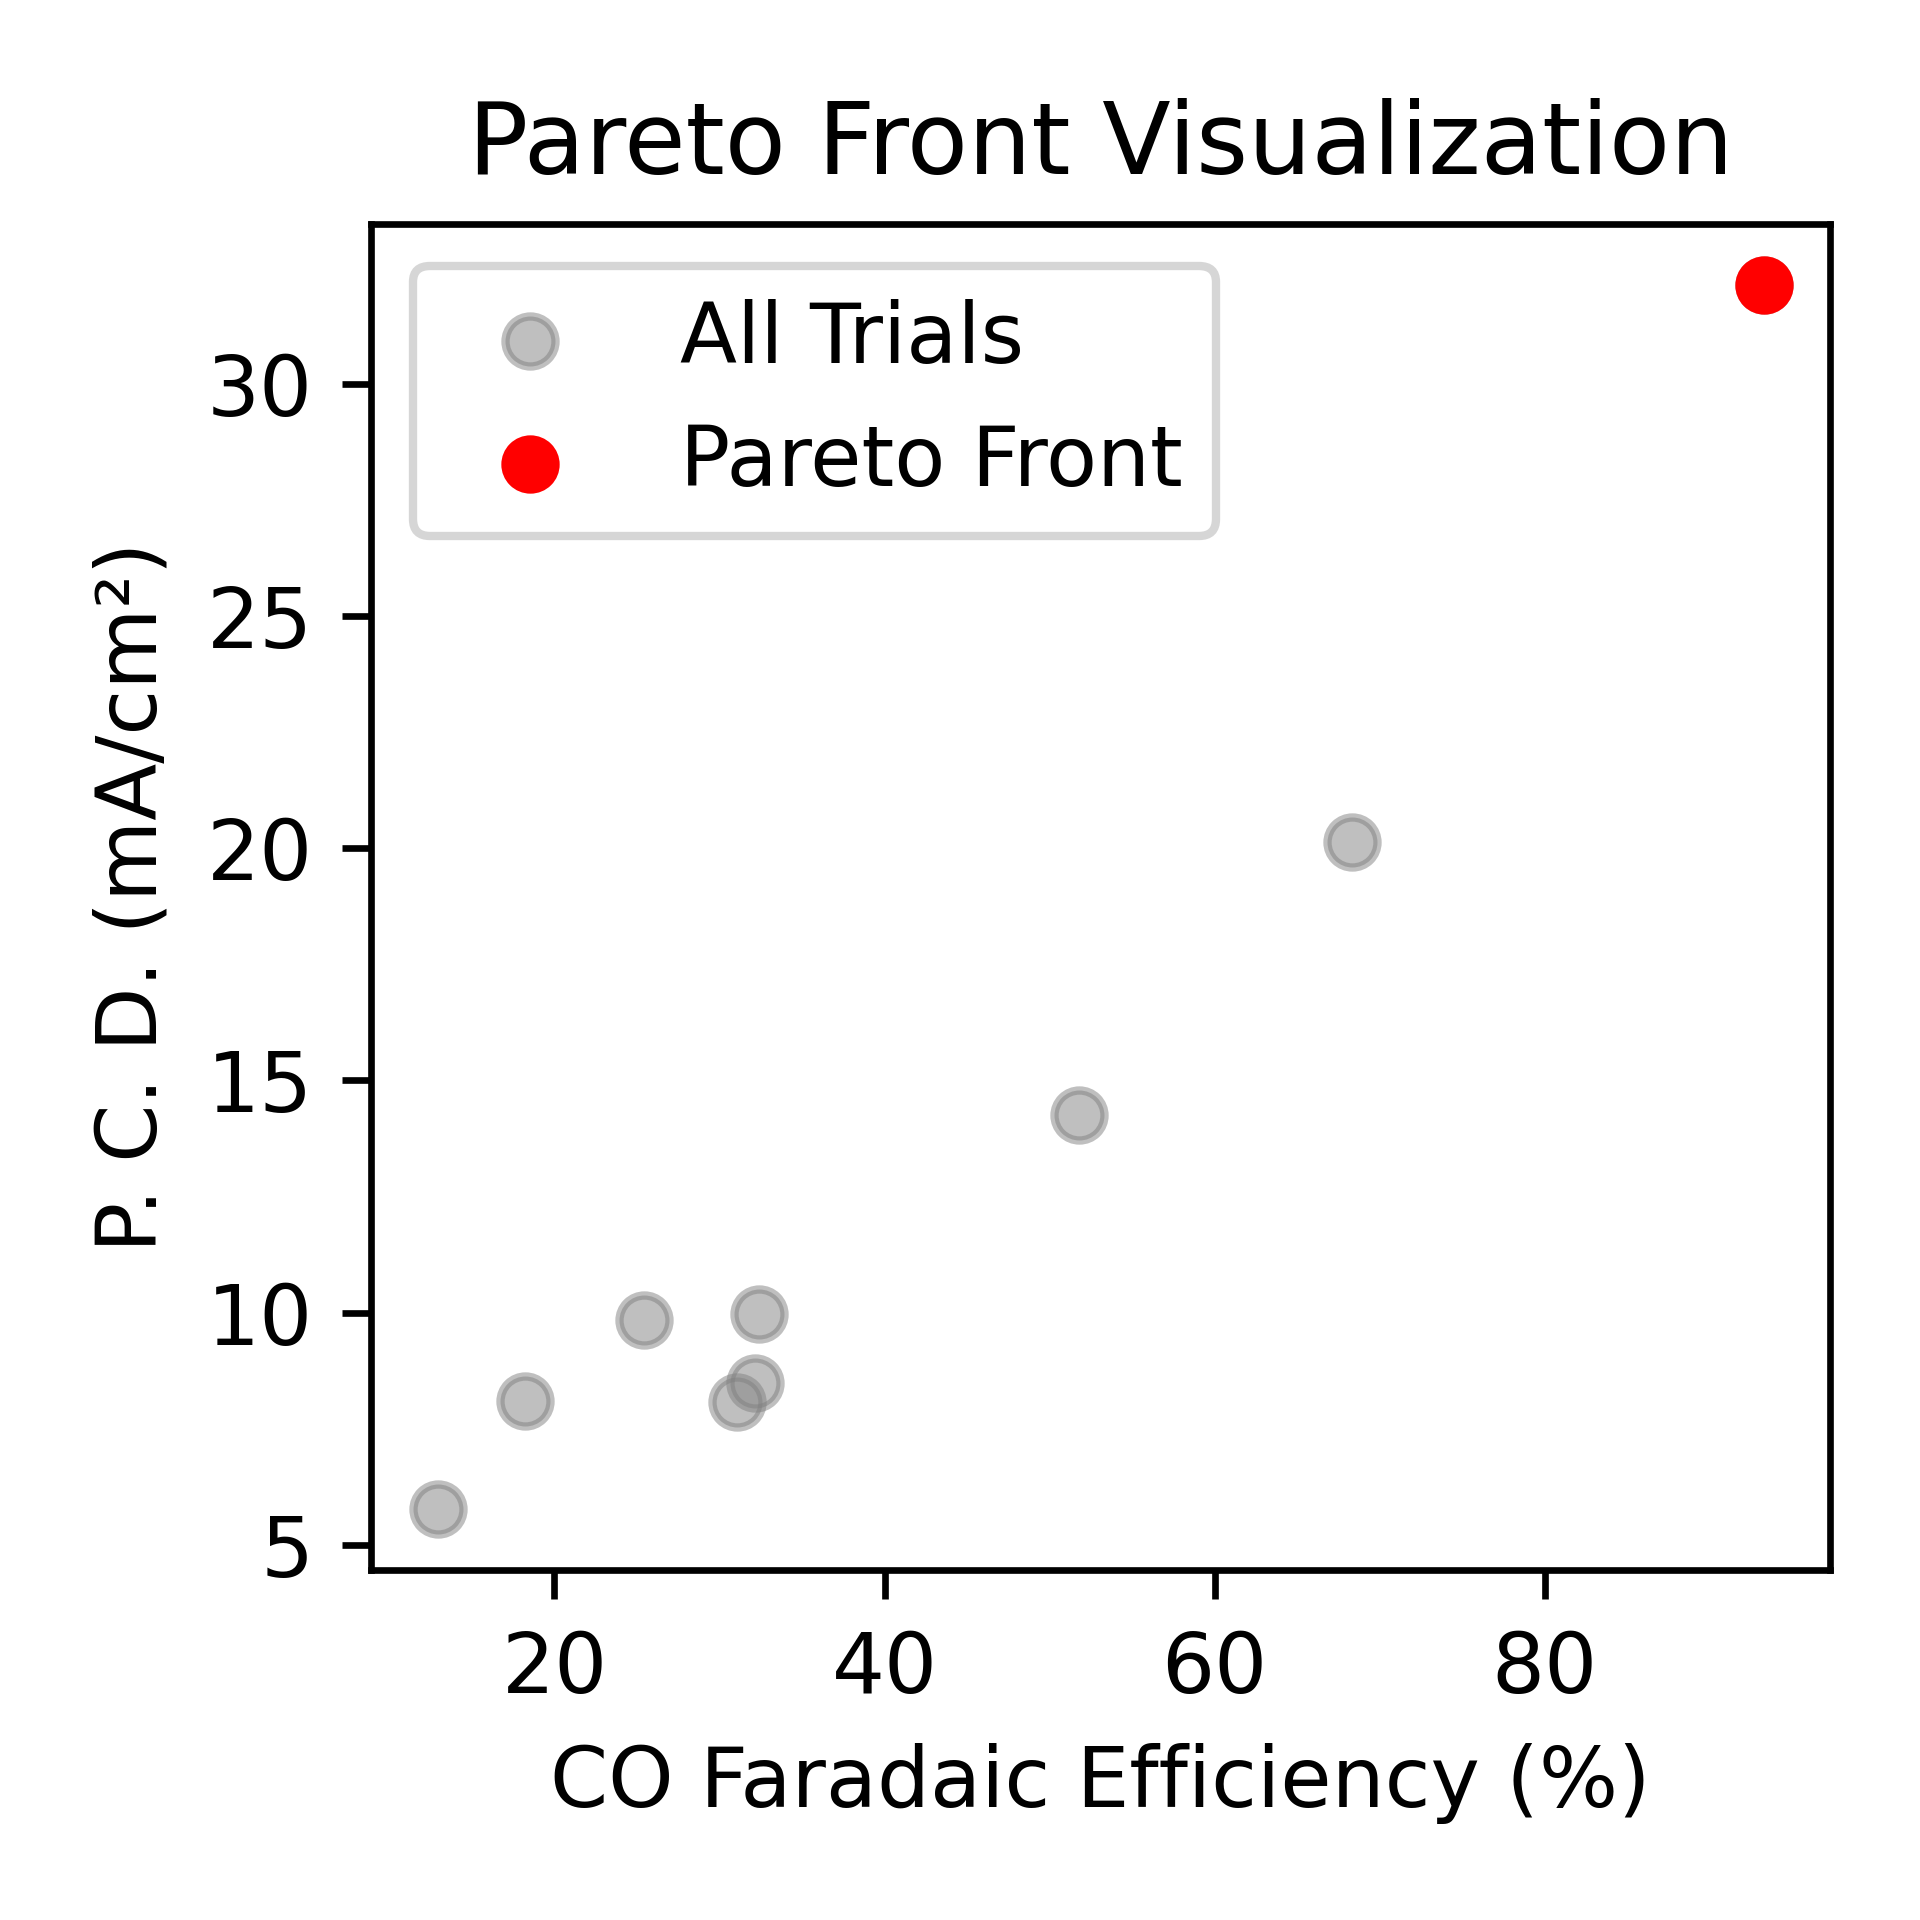 Pareto Front Visualization
All Trials
Pareto Front
P. C. D. (mA/cm²)
30
25
20
15
10
5
20 40 60 80
CO Faradaic Efficiency (%)